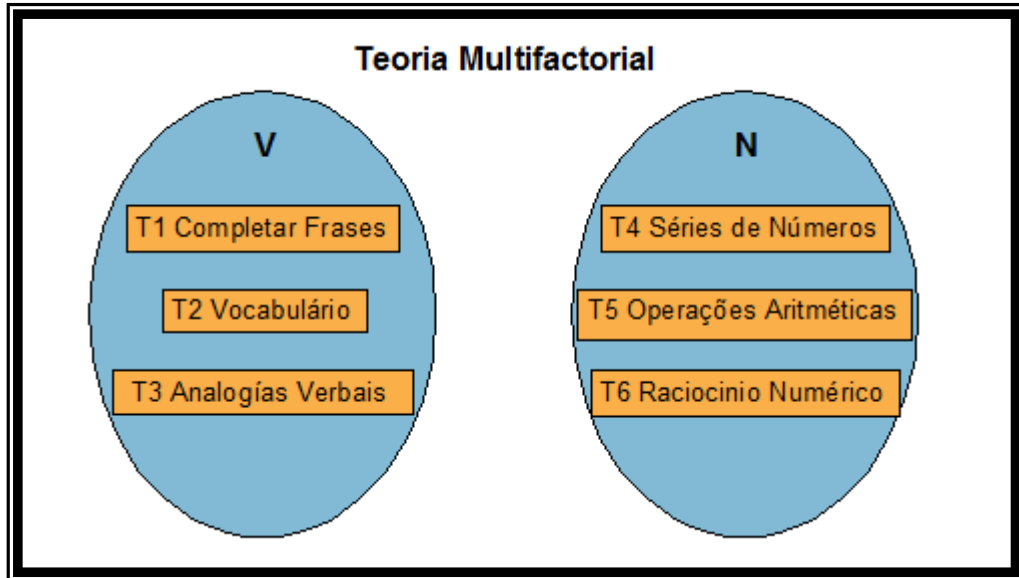 Teoria Multifactorial
V
T1 Completar Frases
T2 Vocabulário
T3 Analogías Verbais
N
T4 Séries de Números
T5 Operações Aritméticas
T6 Raciocinio Numérico